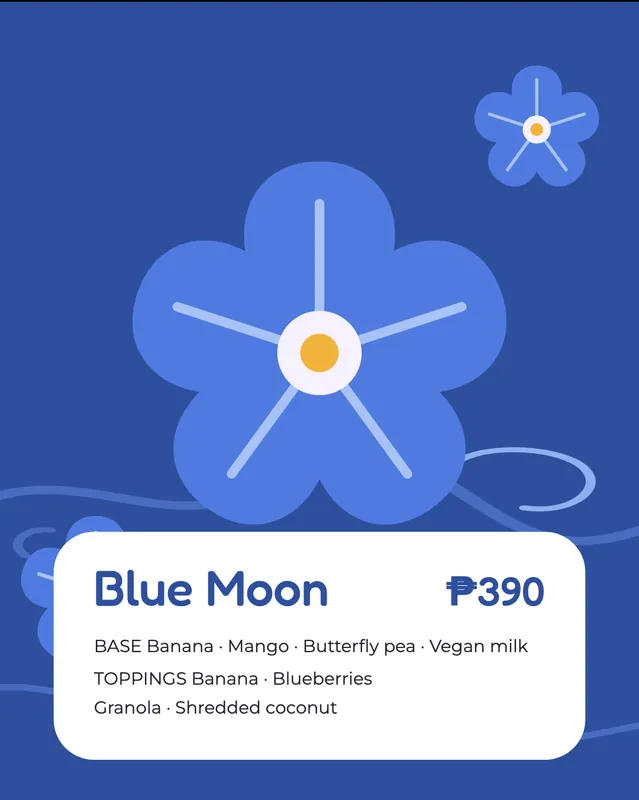 Blue Moon ₱390
BASE Banana · Mango · Butterfly pea · Vegan milk
TOPPINGS Banana · Blueberries
Granola · Shredded coconut